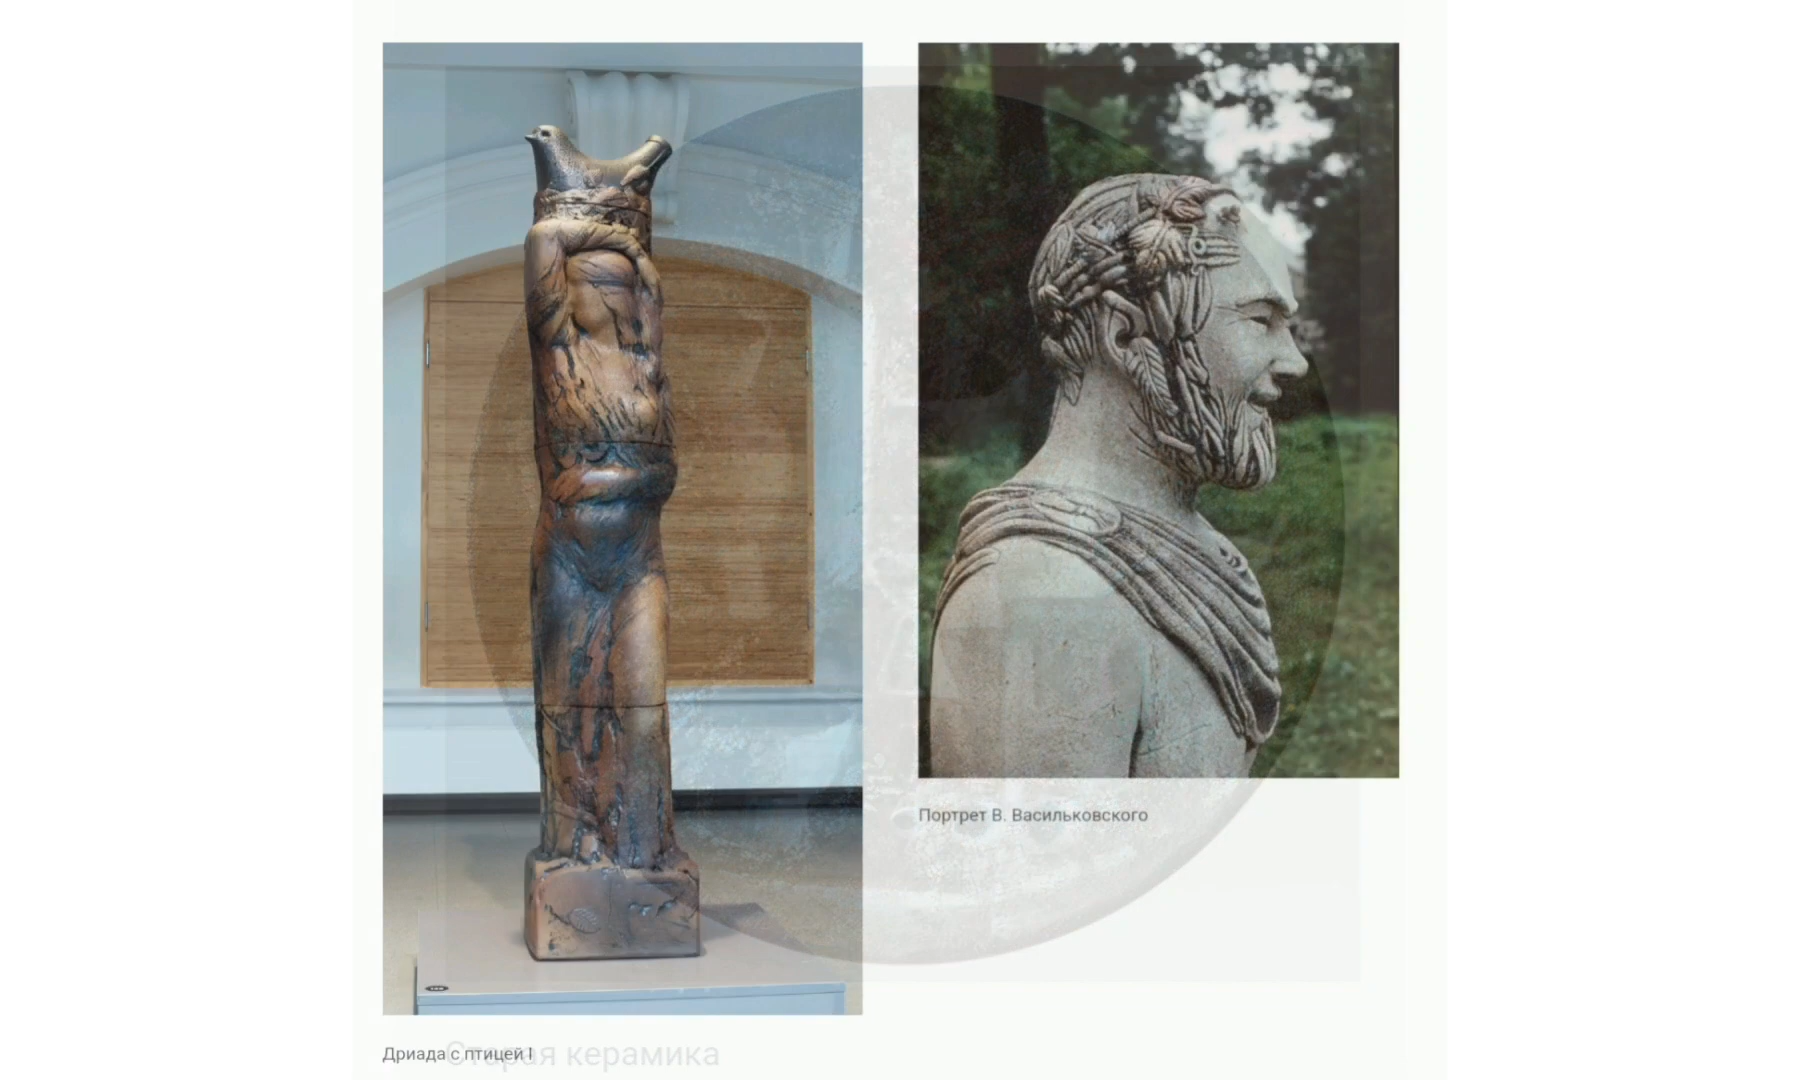 Портрет В. Васильковского
Дриада с птицей I
Старая керамика